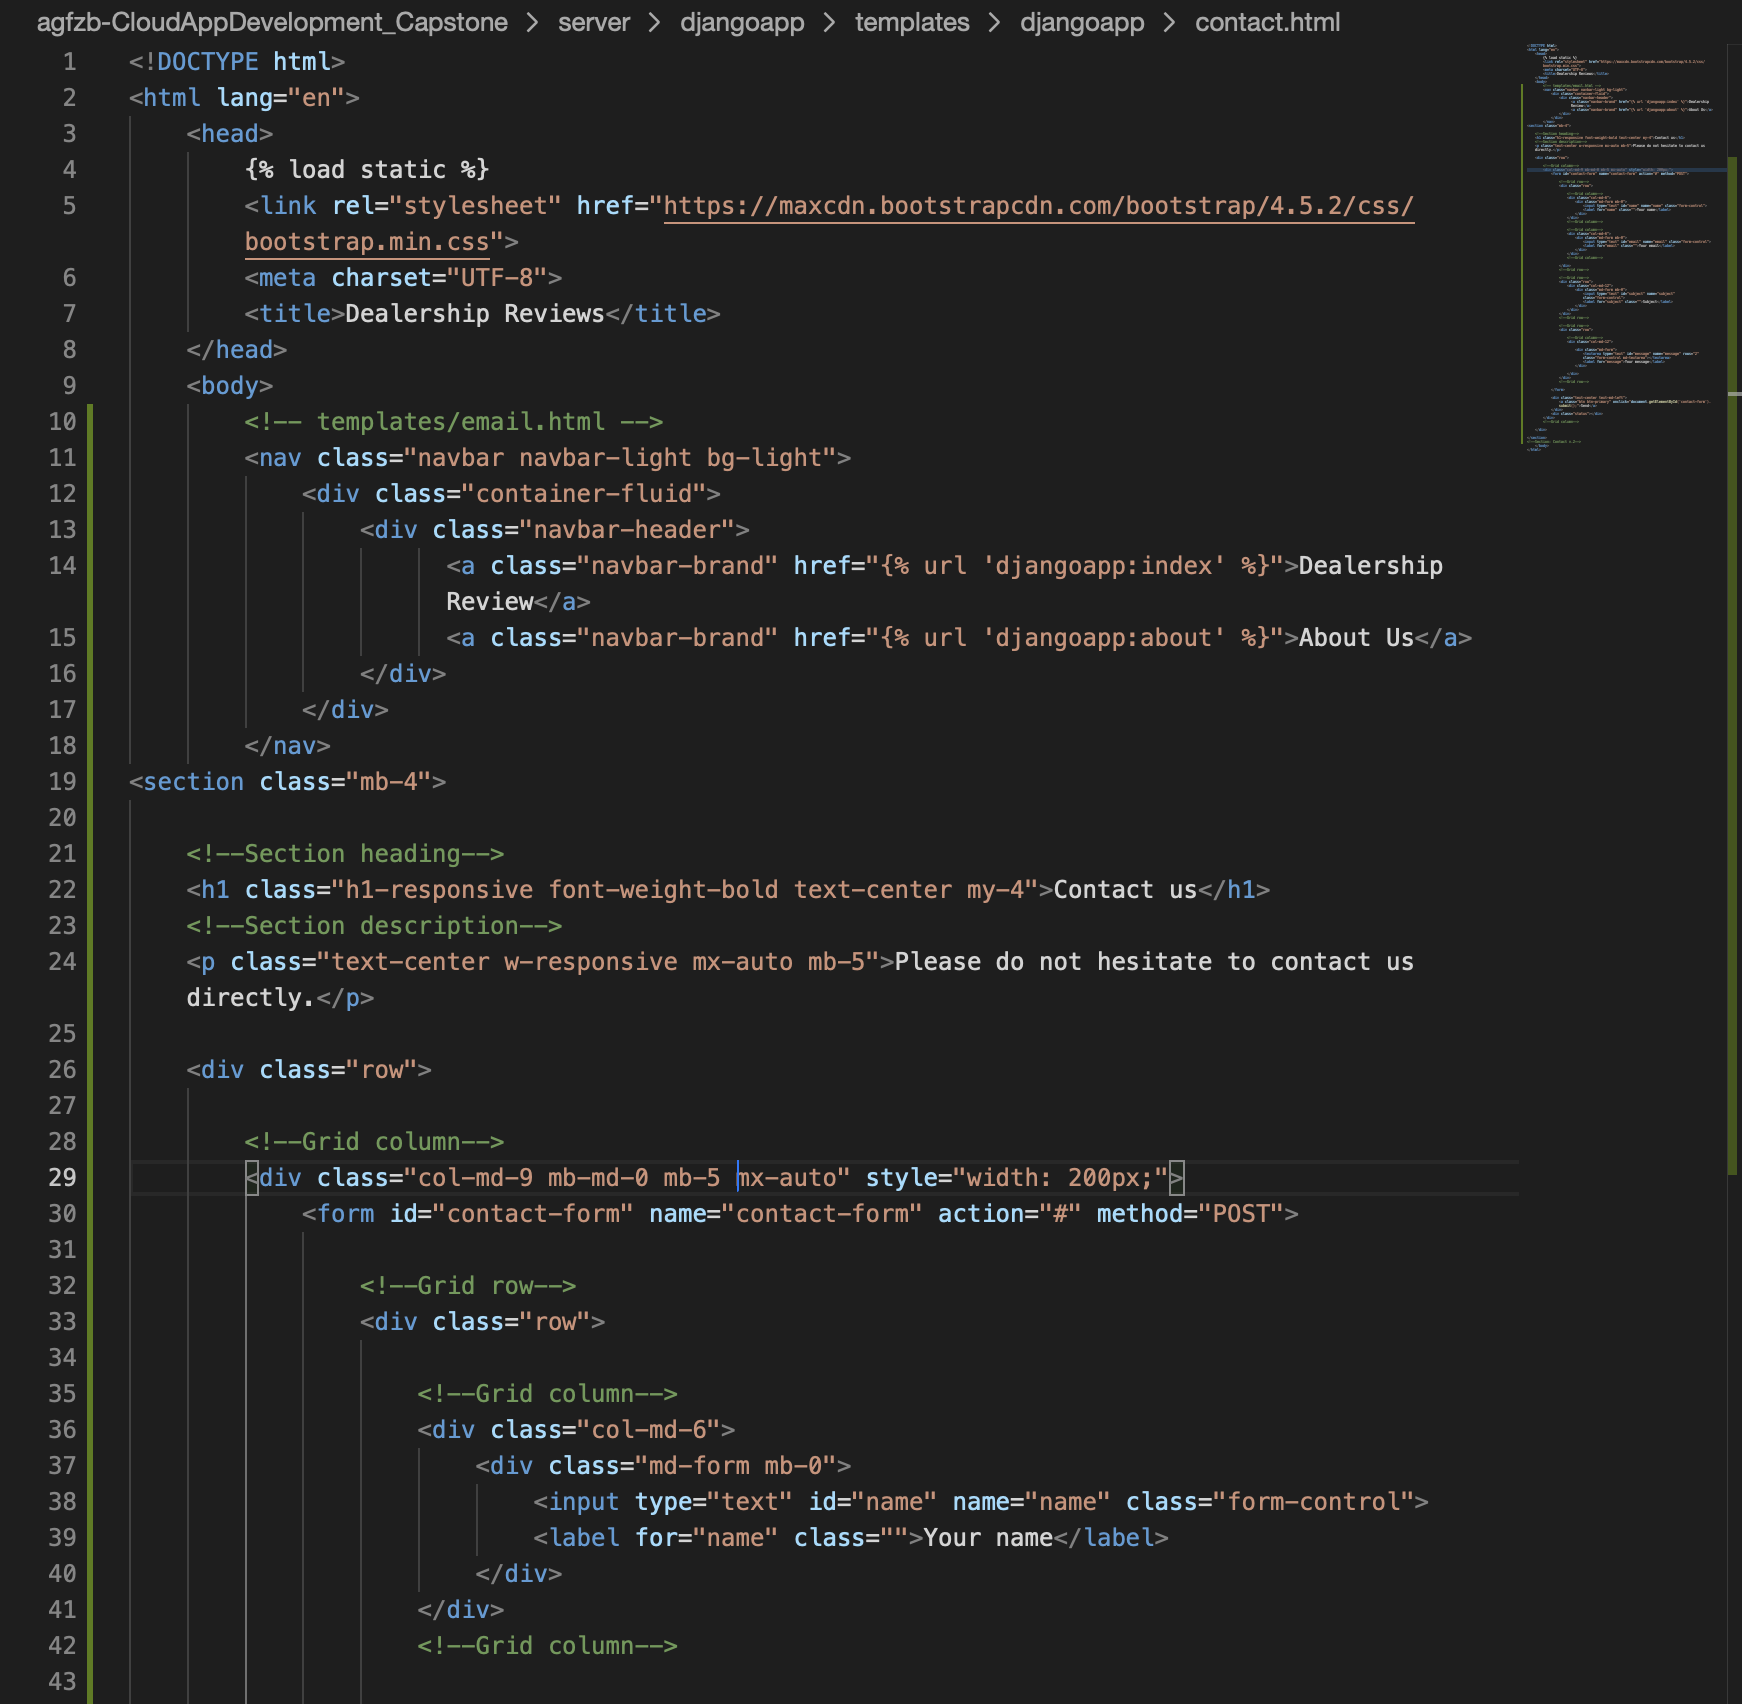 agfzb-CloudAppDevelopment_Capstone > server > djangoapp > templates > djangoapp > contact.html
1 <!DOCTYPE html>
2 <html lang="en">
3 <head>
4 {% load static %}
5 <link rel="stylesheet" href="https://maxcdn.bootstrapcdn.com/bootstrap/4.5.2/css/
bootstrap.min.css">
6 <meta charset="UTF-8">
7 <title>Dealership Reviews</title>
8 </head>
9 <body>
10 <!-- templates/email.html -->
11 <nav class="navbar navbar-light bg-light">
12 <div class="container-fluid">
13 <div class="navbar-header">
14 <a class="navbar-brand" href="{% url 'djangoapp:index' %}">Dealership
Review</a>
15 <a class="navbar-brand" href="{% url 'djangoapp:about' %}">About Us</a>
16 </div>
17 </div>
18 </nav>
19 <section class="mb-4">
20
21 <!--Section heading-->
22 <h1 class="h1-responsive font-weight-bold text-center my-4">Contact us</h1>
23 <!--Section description-->
24 <p class="text-center w-responsive mx-auto mb-5">Please do not hesitate to contact us
directly.</p>
25
26 <div class="row">
27
28 <!--Grid column-->
29 <div class="col-md-9 mb-md-0 mb-5 mx-auto" style="width: 200px;">
30 <form id="contact-form" name="contact-form" action="#" method="POST">
31
32 <!--Grid row-->
33 <div class="row">
34
35 <!--Grid column-->
36 <div class="col-md-6">
37 <div class="md-form mb-0">
38 <input type="text" id="name" name="name" class="form-control">
39 <label for="name" class="">Your name</label>
40 </div>
41 </div>
42 <!--Grid column-->
43